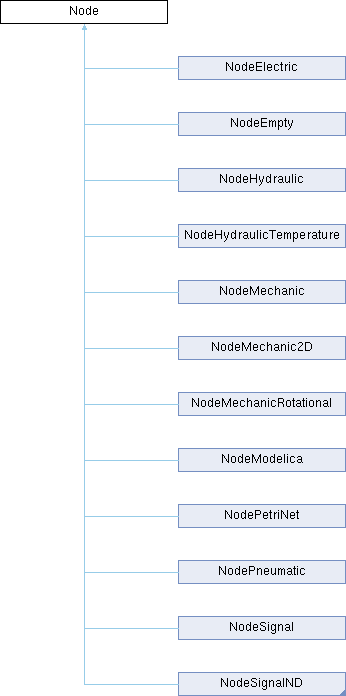 Node
NodeElectric
NodeEmpty
NodeHydraulic
NodeHydraulicTemperature
NodeMechanic
NodeMechanic2D
NodeMechanicRotational
NodeModelica
NodePetriNet
NodePneumatic
NodeSignal
NodeSignalND